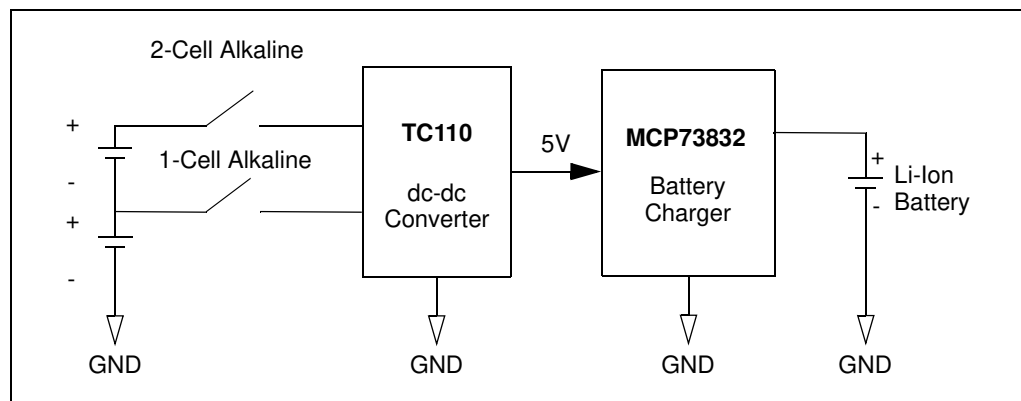 2-Cell Alkaline
+
-
1-Cell Alkaline
+
-
GND
TC110
dc-dc
Converter
GND
5V
MCP73832
Battery
Charger
GND
+
-
Li-Ion
Battery
GND